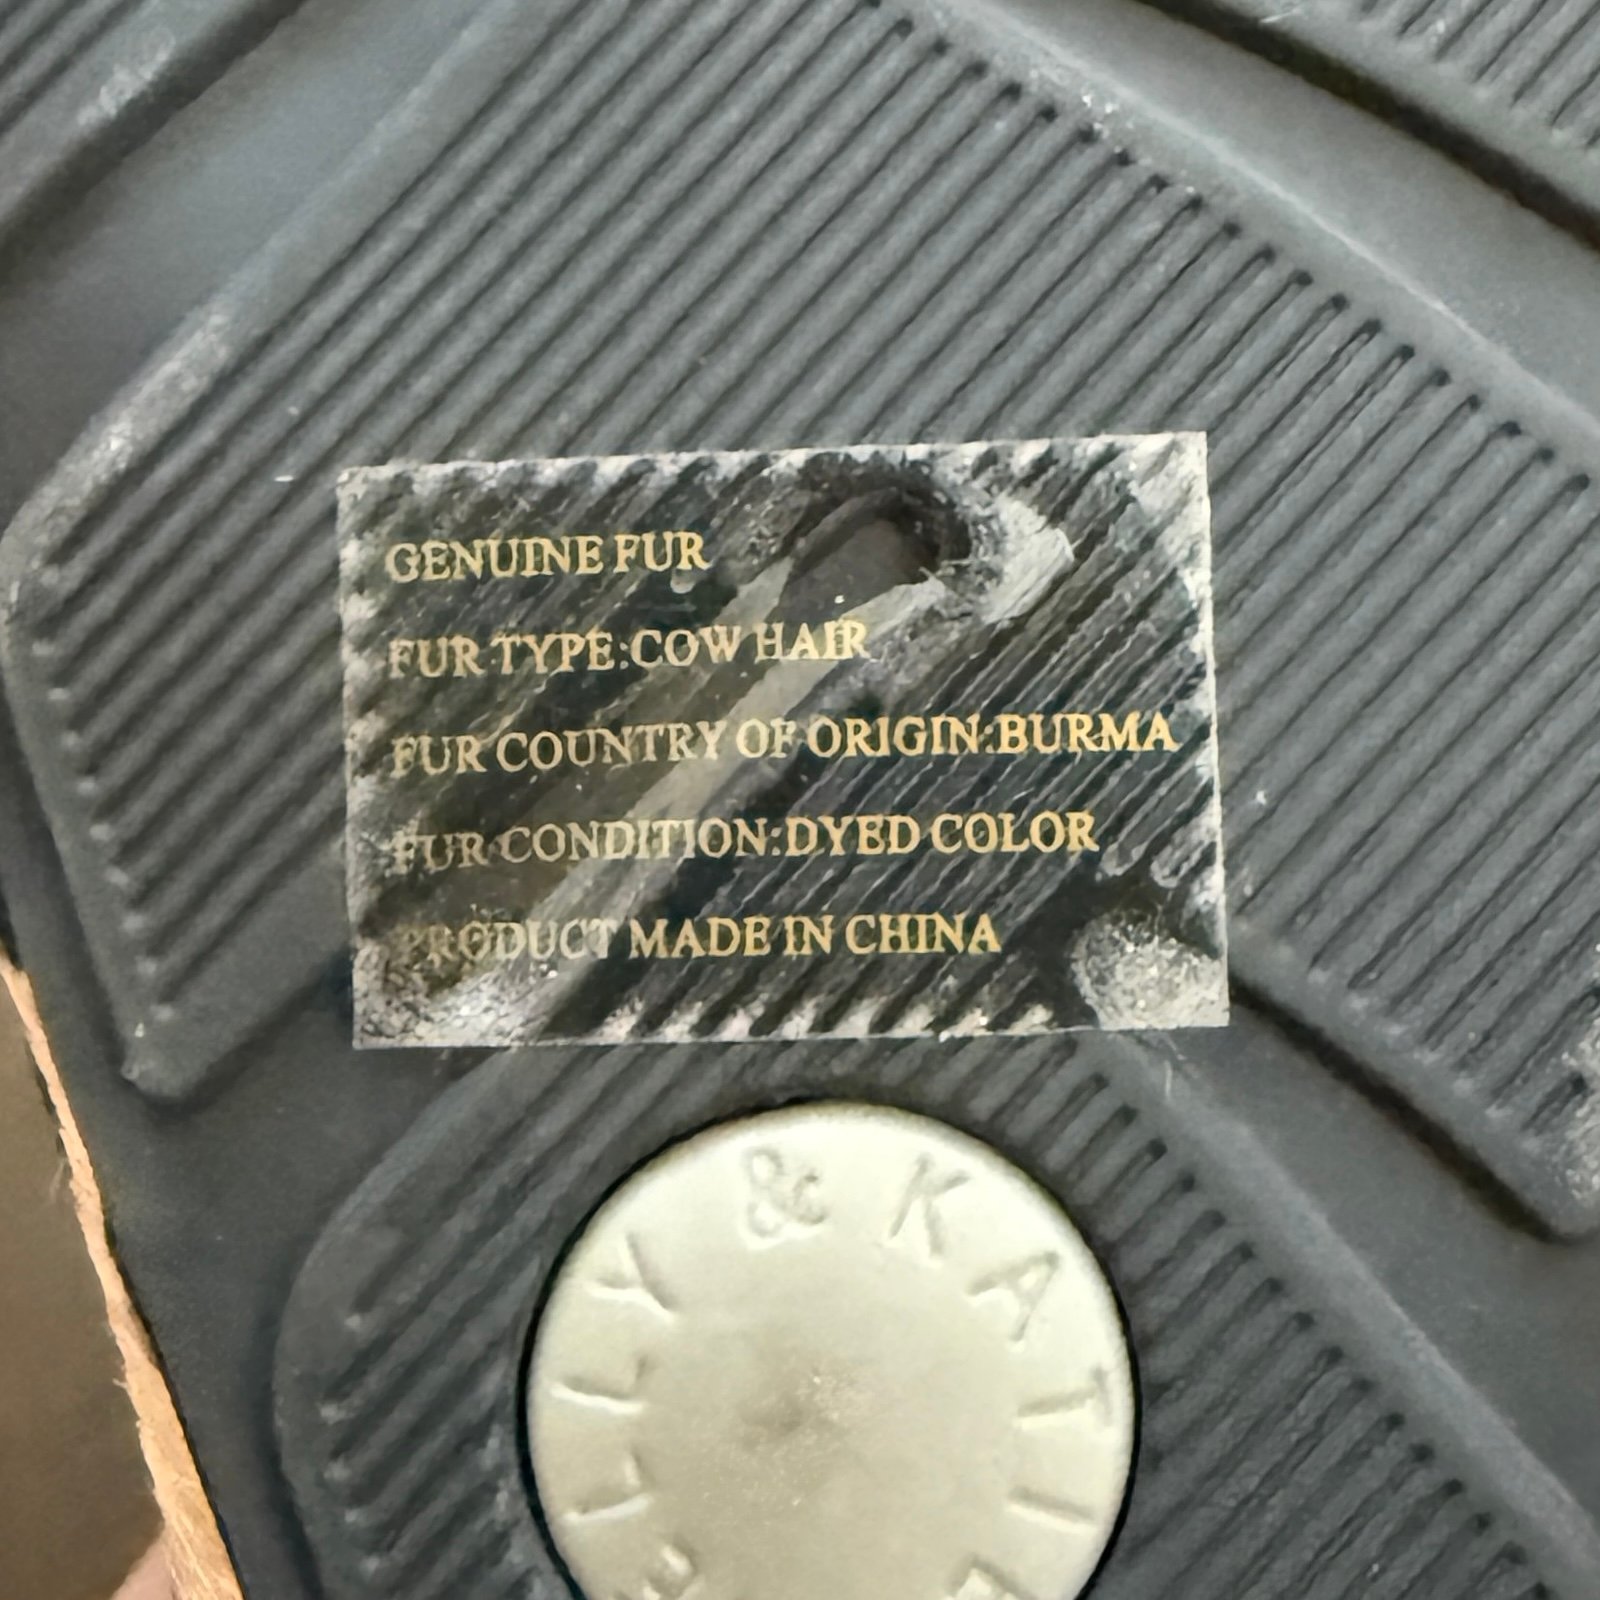 GENUINE FUR
FUR TYPE:COW HAIR
FUR COUNTRY OF ORIGIN:BURMA
FUR CONDITION:DYED COLOR
PRODUCT MADE IN CHINA
& KATI